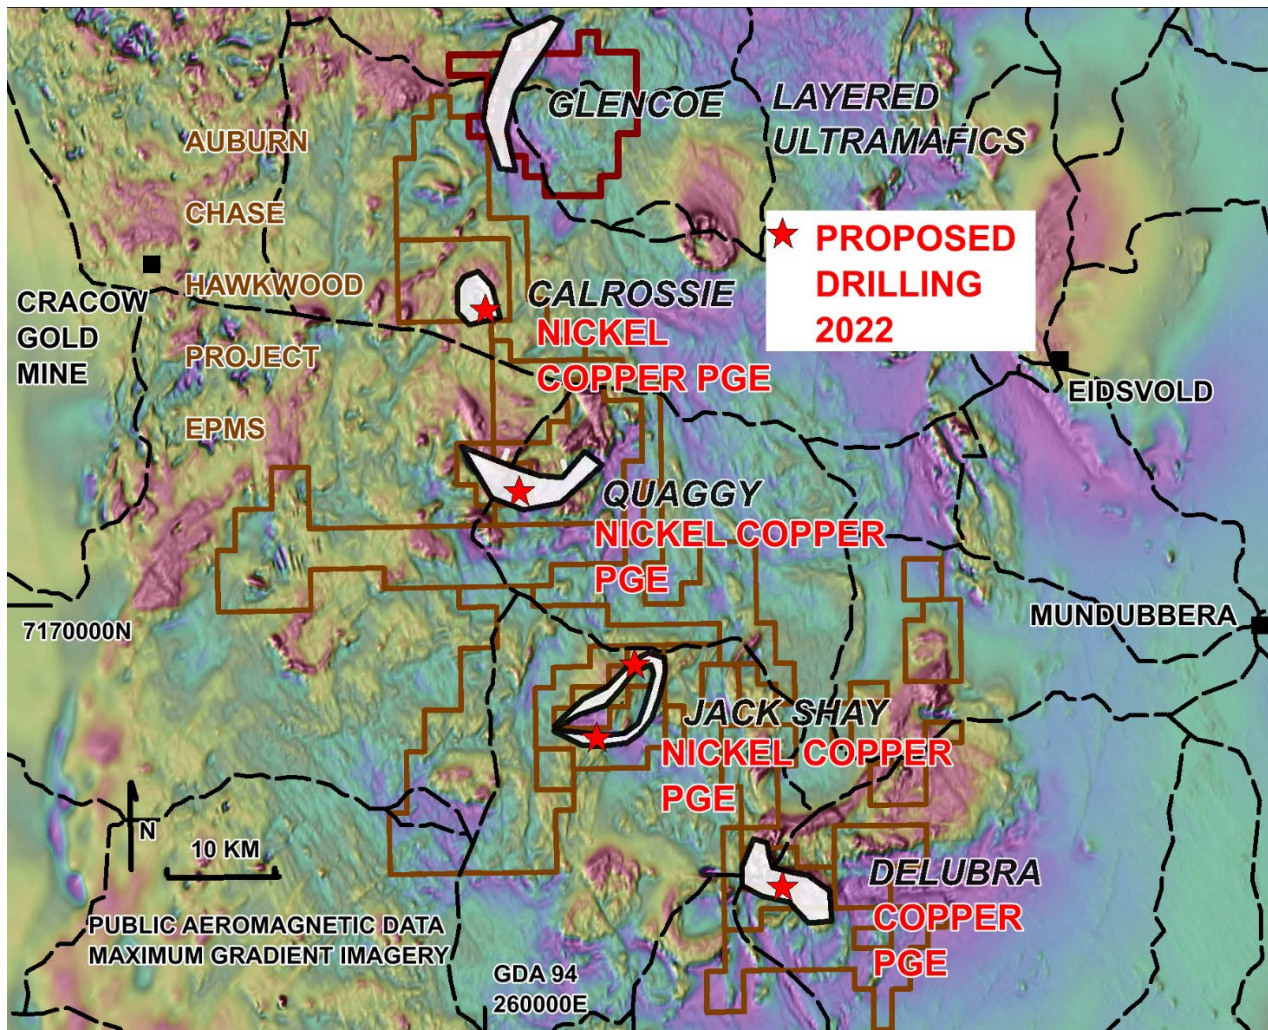 GLENCOE
LAYERED
ULTRAMAFICS
AUBURN
CHASE
HAWKWOOD
PROJECT
EPMS
PROPOSED
DRILLING
2022
CRACOW
GOLD
MINE
CALROSSIE
NICKEL
COPPER PGE
EIDSVOLD
QUAGGY
NICKEL COPPER
PGE
MUNDUBBERA
7170000N
JACK SHAY
NICKEL COPPER
PGE
N
10 KM
DELUBRA
COPPER
PGE
PUBLIC AEROMAGNETIC DATA
MAXIMUM GRADIENT IMAGERY
GDA 94
260000E